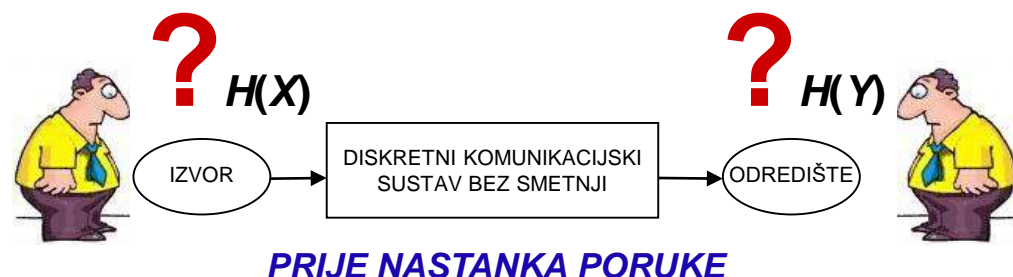 ? H(X)
? H(Y)
IZVOR
DISKRETNI KOMUNIKACIJSKI
SUSTAV BEZ SMETNJI
ODREDIŠTE
PRIJE NASTANKA PORUKE